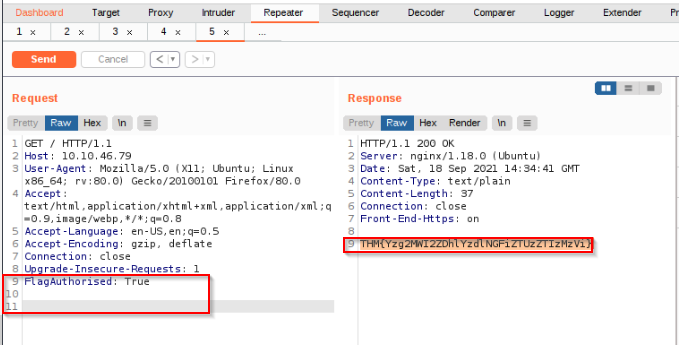 Dashboard Target Proxy Intruder Repeater Sequencer Decoder Comparer Logger Extender
1 × 2 × 3 × 4 × 5 × ...
Send Cancel < | ▾ > | ▾
Request
Pretty Raw Hex \n ≡
1 GET / HTTP/1.1
2 Host: 10.10.46.79
3 User-Agent: Mozilla/5.0 (X11; Ubuntu; Linux
x86_64; rv:80.0) Gecko/20100101 Firefox/80.0
4 Accept:
text/html,application/xhtml+xml,application/xml;q
=0.9,image/webp,*/*;q=0.8
5 Accept-Language: en-US,en;q=0.5
6 Accept-Encoding: gzip, deflate
7 Connection: close
8 Upgrade-Insecure-Requests: 1
9 FlagAuthorised: True
10
11
Response
Pretty Raw Hex Render \n ≡
1 HTTP/1.1 200 OK
2 Server: nginx/1.18.0 (Ubuntu)
3 Date: Sat, 18 Sep 2021 14:34:41 GMT
4 Content-Type: text/plain
5 Content-Length: 37
6 Connection: close
7 Front-End-Https: on
8
9 THM{Yzg2MWI2ZDhlYzdlNGFiZTUzZTIzMzVi}